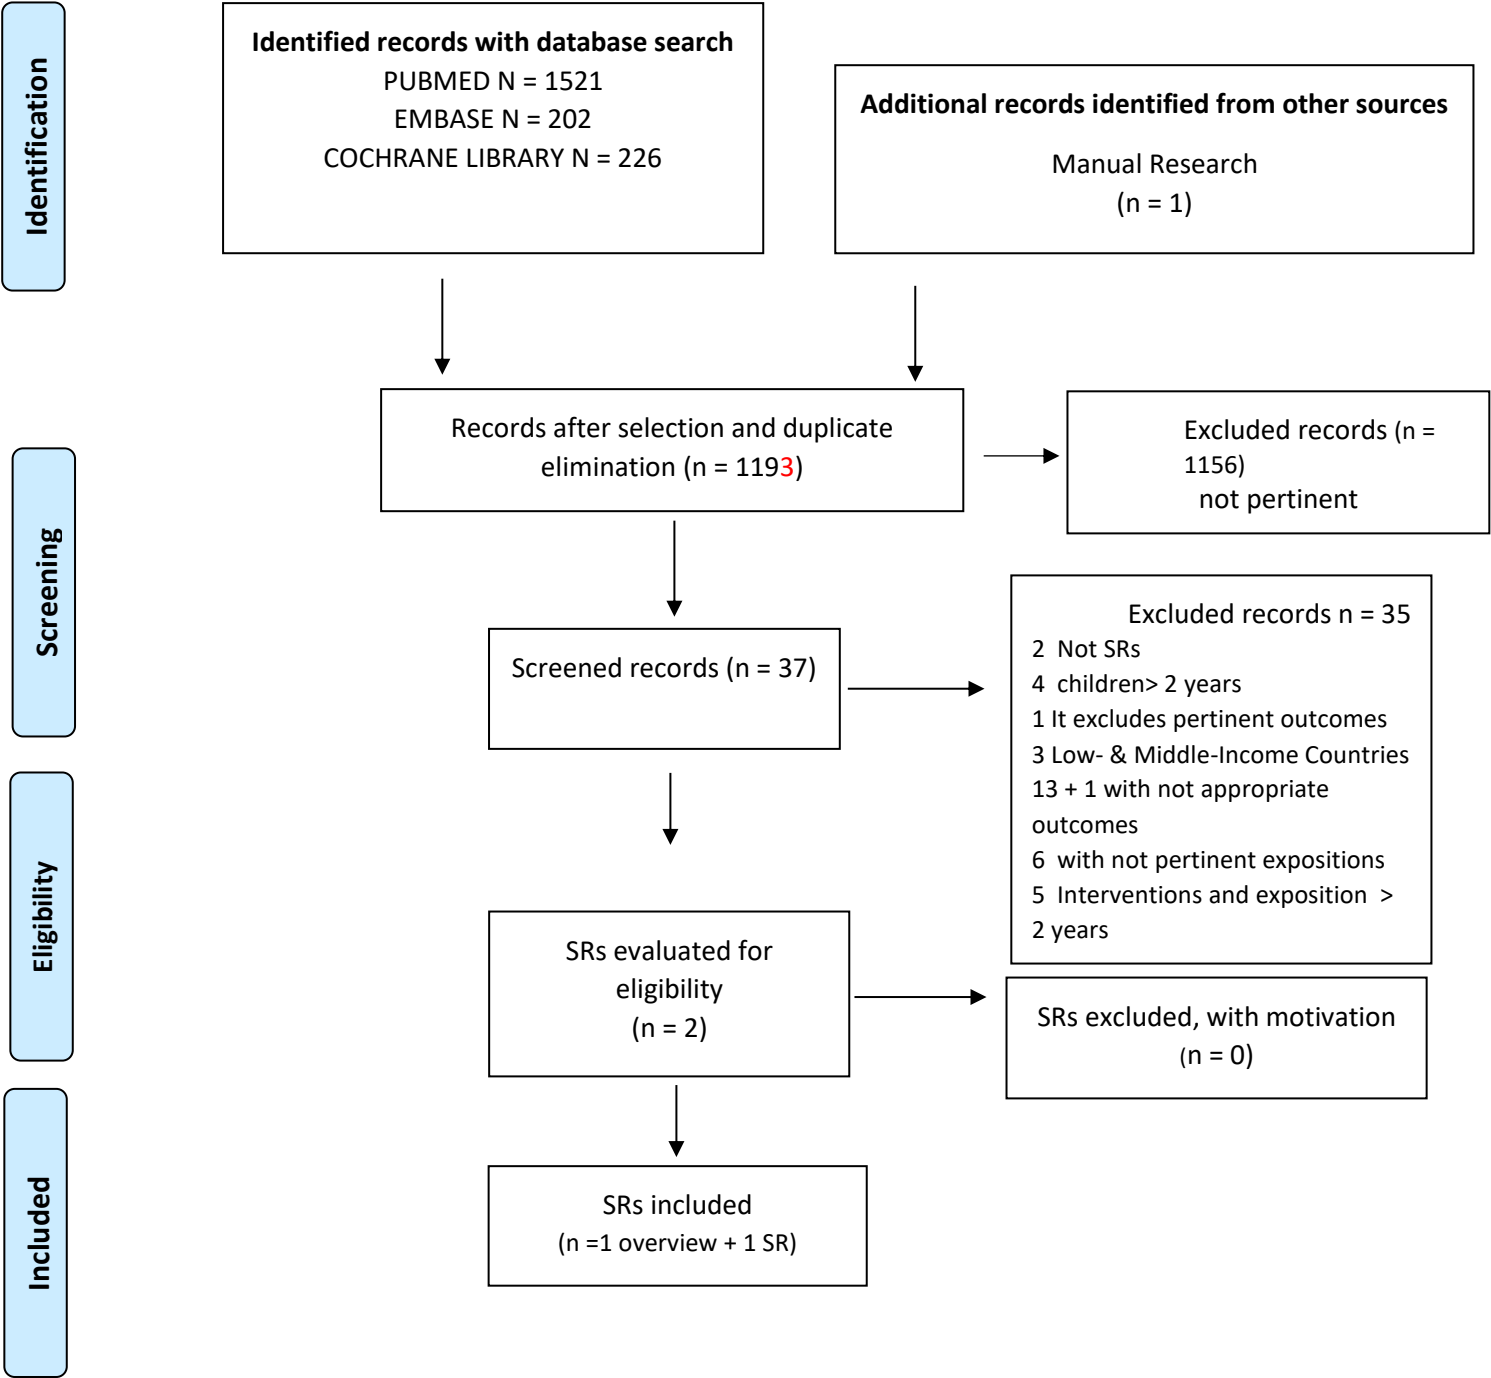 Identification
Identified records with database search
PUBMED N = 1521
EMBASE N = 202
COCHRANE LIBRARY N = 226
Additional records identified from other sources
Manual Research
(n = 1)
Records after selection and duplicate
elimination (n = 1193)
Excluded records (n =
1156)
not pertinent
Screening
Screened records (n = 37)
Excluded records n = 35
2 Not SRs
4 children> 2 years
1 It excludes pertinent outcomes
3 Low- & Middle-Income Countries
13 + 1 with not appropriate
outcomes
6 with not pertinent expositions
5 Interventions and exposition >
2 years
Eligibility
SRs evaluated for
eligibility
(n = 2)
SRs excluded, with motivation
(n = 0)
Included
SRs included
(n =1 overview + 1 SR)